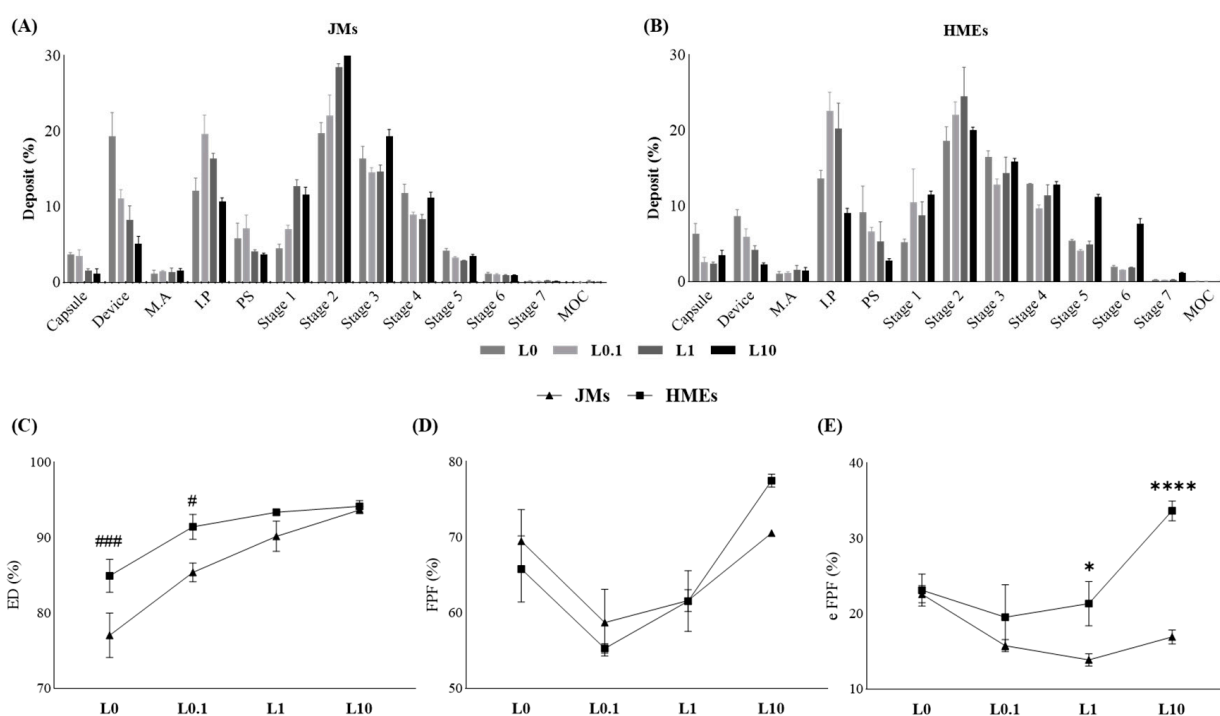 (A)
JMs
Deposit (%)
30
20
10
0
Capsule
Device
M.A
I.P
PS
Stage 1
Stage 2
Stage 3
Stage 4
Stage 5
Stage 6
Stage 7
MOC
(B)
HMEs
Deposit (%)
30
20
10
0
Capsule
Device
M.A
I.P
PS
Stage 1
Stage 2
Stage 3
Stage 4
Stage 5
Stage 6
Stage 7
MOC
L0 L0.1 L1 L10
JMs HMEs
(C)
ED (%)
100
90
80
70
###
#
L0 L0.1 L1 L10
(D)
FPF (%)
80
70
60
50
L0 L0.1 L1 L10
(E)
e FPF (%)
40
30
20
10
*
****
L0 L0.1 L1 L10